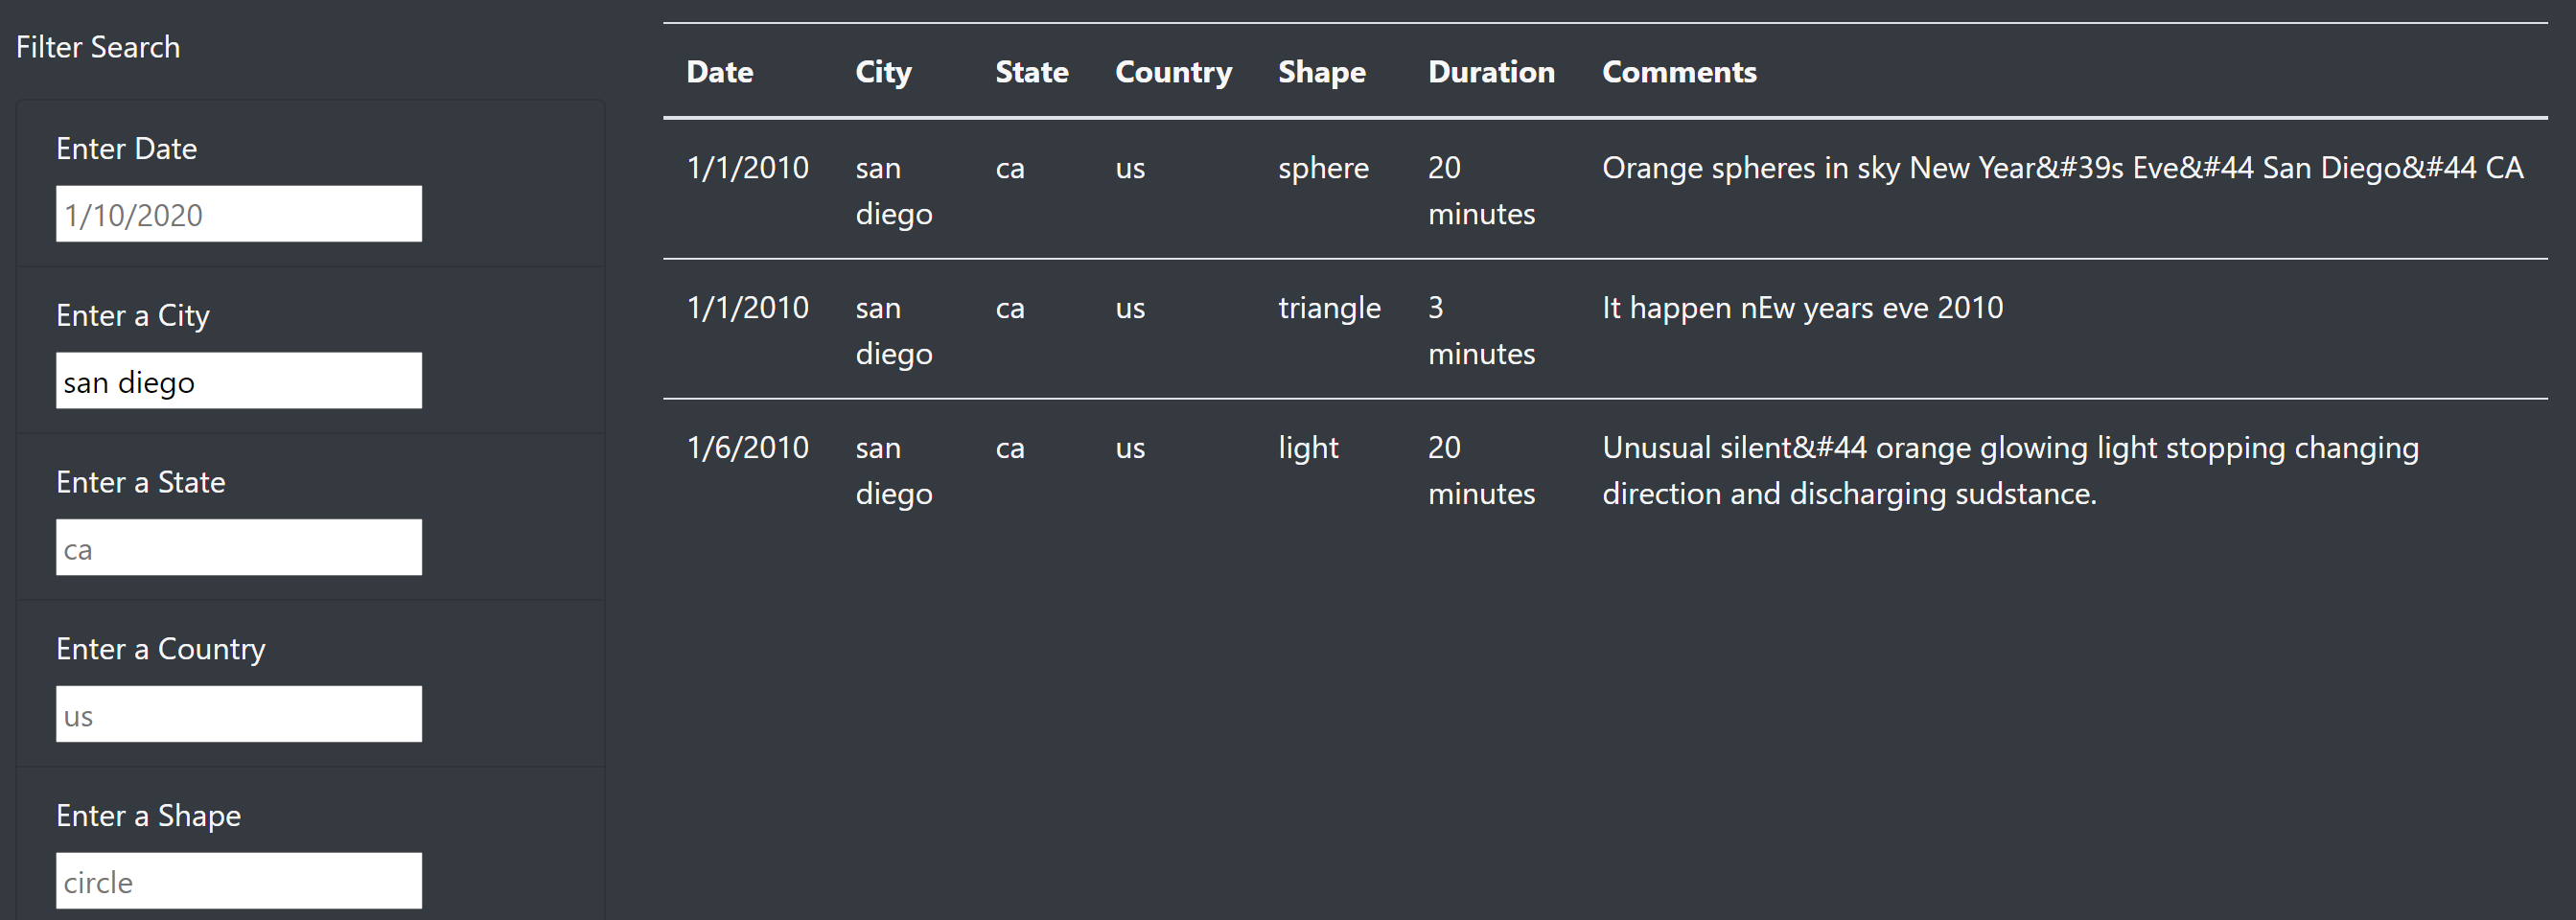 Filter Search
Enter Date
1/10/2020
Enter a City
san diego
Enter a State
ca
Enter a Country
us
Enter a Shape
circle
Date City State Country Shape Duration Comments
1/1/2010 san ca us sphere 20 Orange spheres in sky New Year&#39s Eve&#44 San Diego&#44 CA
diego minutes
1/1/2010 san ca us triangle 3 It happen nEw years eve 2010
diego minutes
1/6/2010 san ca us light 20 Unusual silent&#44 orange glowing light stopping changing
diego minutes direction and discharging sudstance.